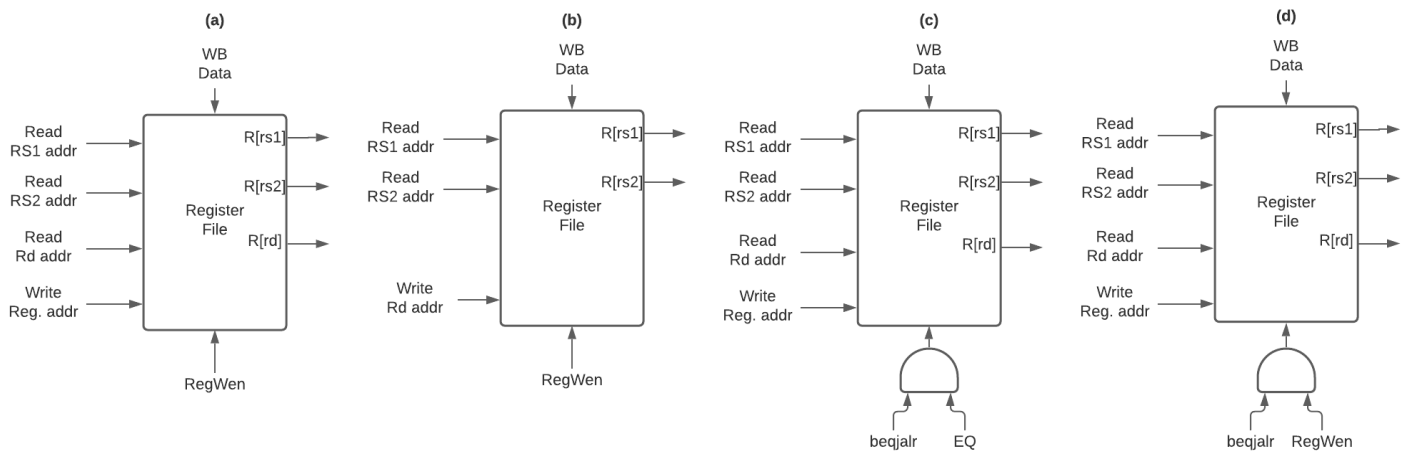 (a)
WB
Data
Read
RS1 addr
R[rs1]
Read
RS2 addr
R[rs2]
Register
File
Read
Rd addr
R[rd]
Write
Reg. addr
RegWen
(b)
WB
Data
Read
RS1 addr
R[rs1]
Read
RS2 addr
R[rs2]
Register
File
Write
Rd addr
RegWen
(c)
WB
Data
Read
RS1 addr
R[rs1]
Read
RS2 addr
R[rs2]
Register
File
Read
Rd addr
R[rd]
Write
Reg. addr
beqjalr
EQ
(d)
WB
Data
Read
RS1 addr
R[rs1]
Read
RS2 addr
R[rs2]
Register
File
Read
Rd addr
R[rd]
Write
Reg. addr
beqjalr
RegWen